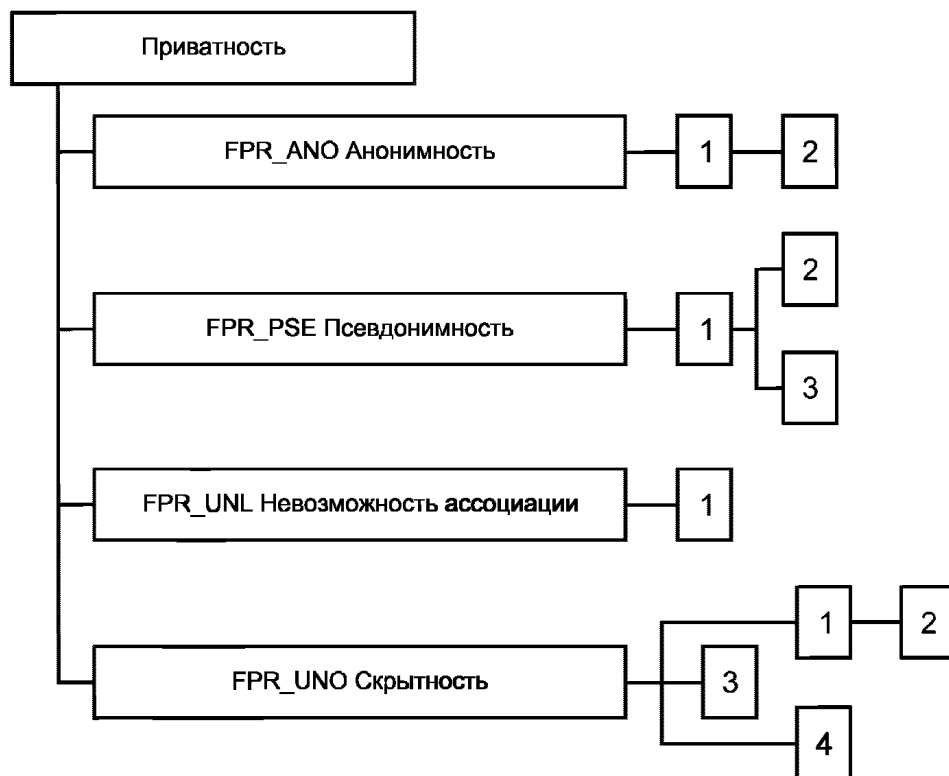 Приватность
FPR_ANO Анонимность 1 2
2
FPR_PSE Псевдонимность 1
3
FPR_UNL Невозможность ассоциации 1
1 2
FPR_UNO Скрытность 3
4